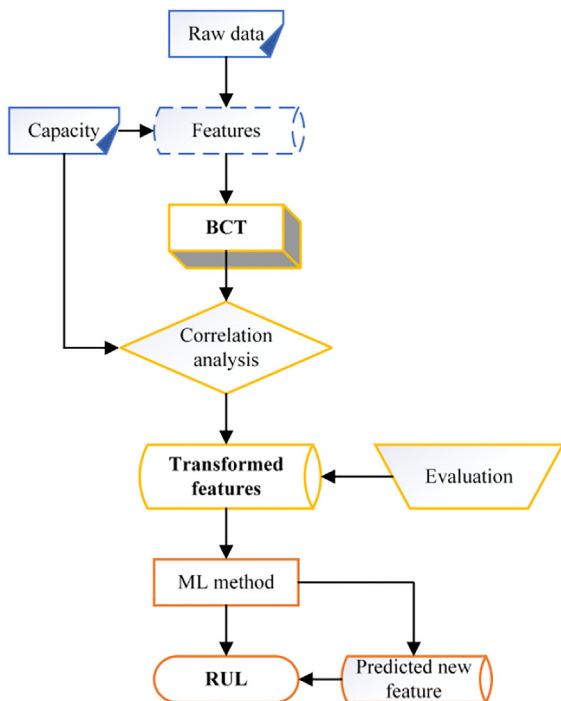 Raw data
Capacity
Features
BCT
Correlation
analysis
Transformed
features
Evaluation
ML method
RUL
Predicted new
feature